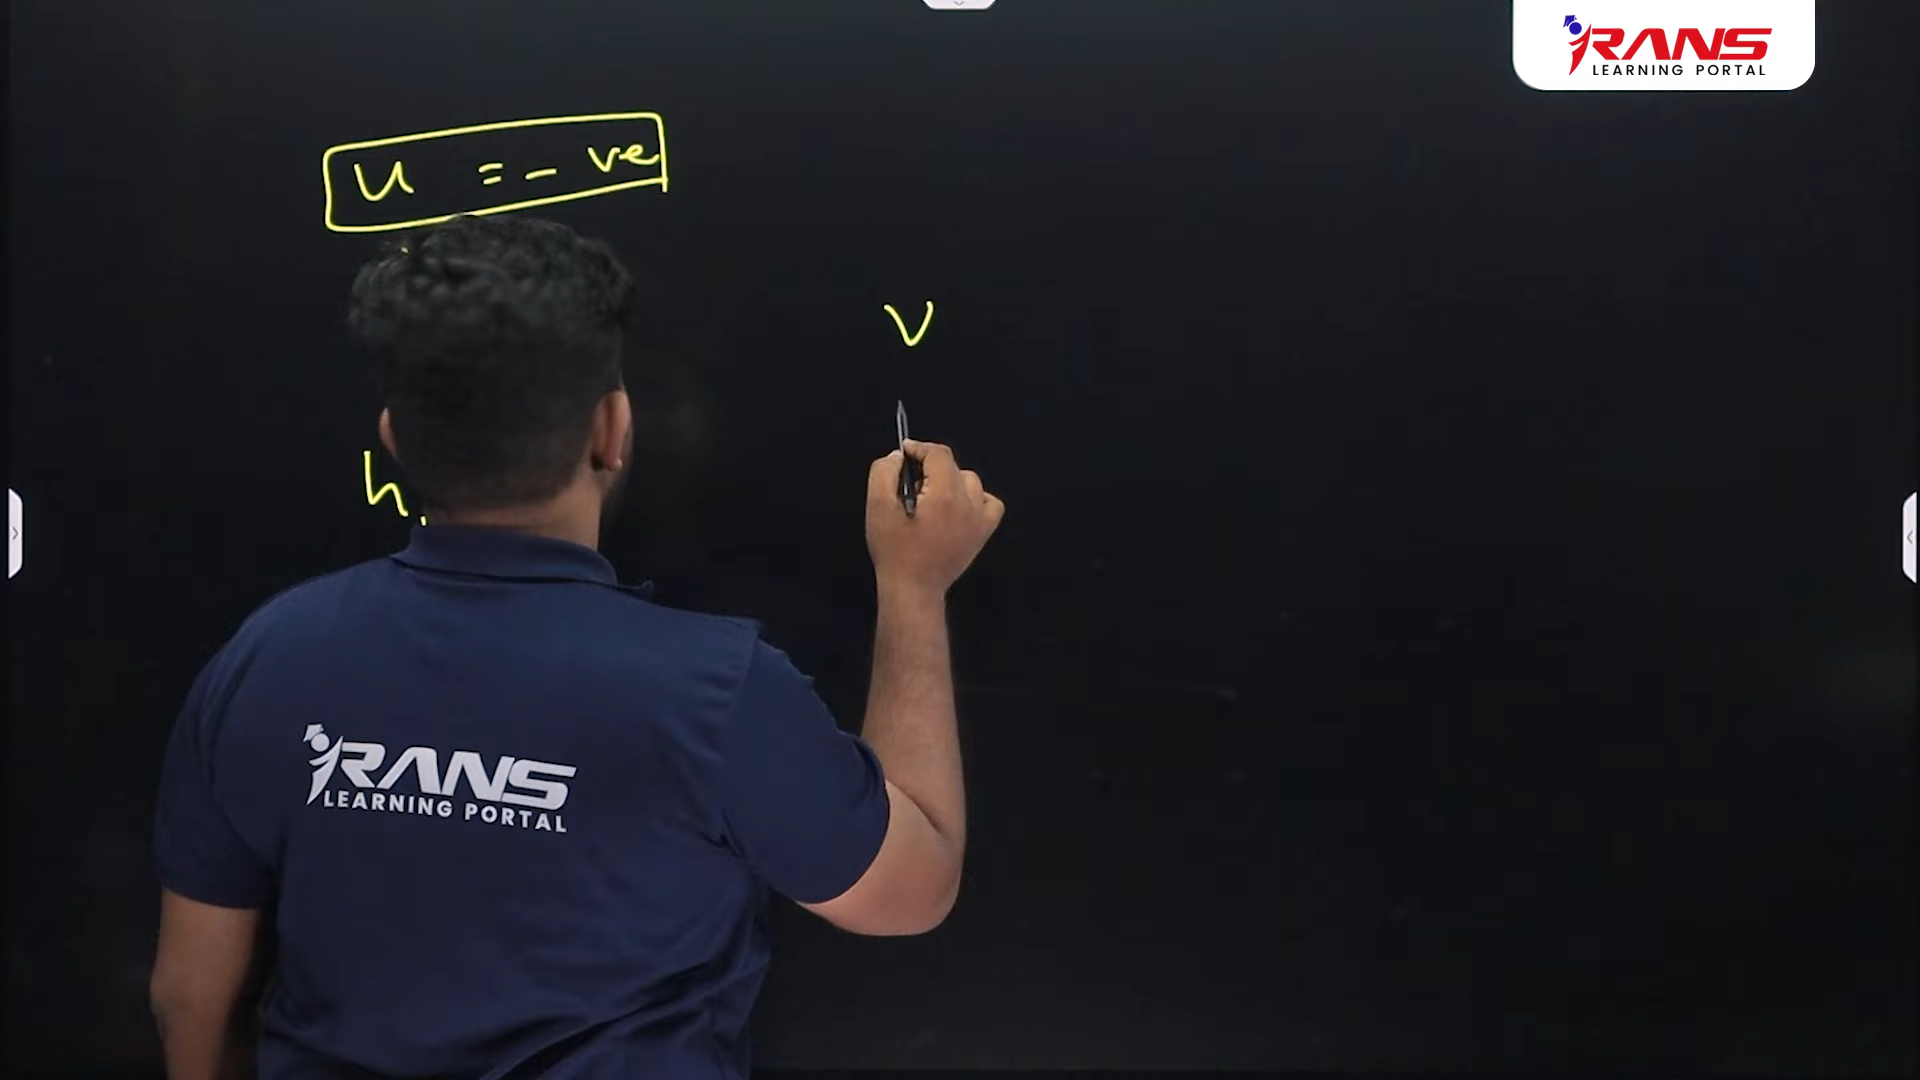 RANS
LEARNING PORTAL
u = - ve
v
h
RANS
LEARNING PORTAL